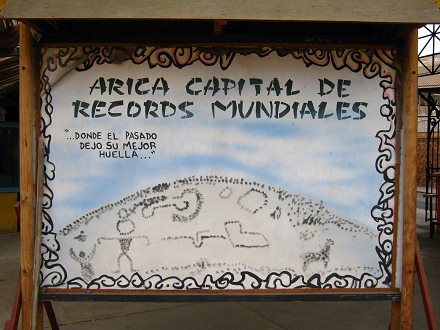 ARICA CAPITAL DE
RECORDS MUNDIALES
"...DONDE EL PASADO
DEJO SU MEJOR
HUELLA..."